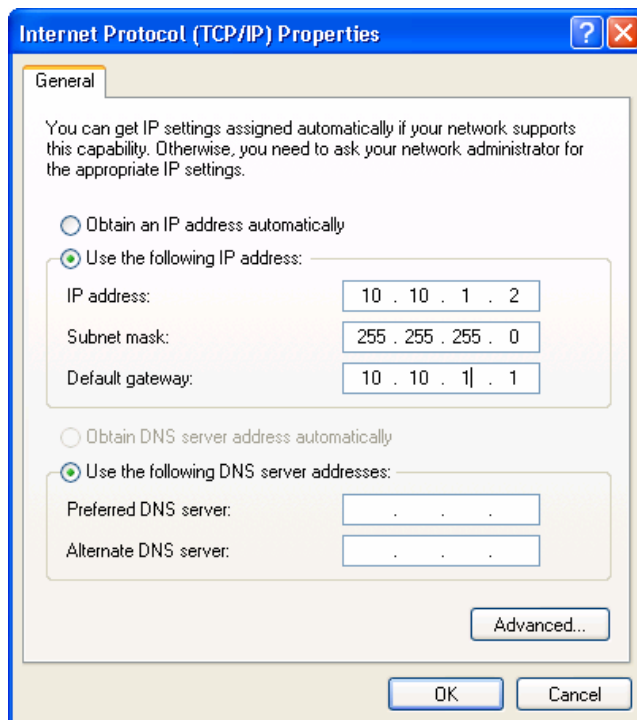 Internet Protocol (TCP/IP) Properties
General
You can get IP settings assigned automatically if your network supports
this capability. Otherwise, you need to ask your network administrator for
the appropriate IP settings.
Obtain an IP address automatically
Use the following IP address:
IP address: 10 . 10 . 1 . 2
Subnet mask: 255 . 255 . 255 . 0
Default gateway: 10 . 10 . 1 . 1
Obtain DNS server address automatically
Use the following DNS server addresses:
Preferred DNS server: . . .
Alternate DNS server: . . .
Advanced...
OK Cancel